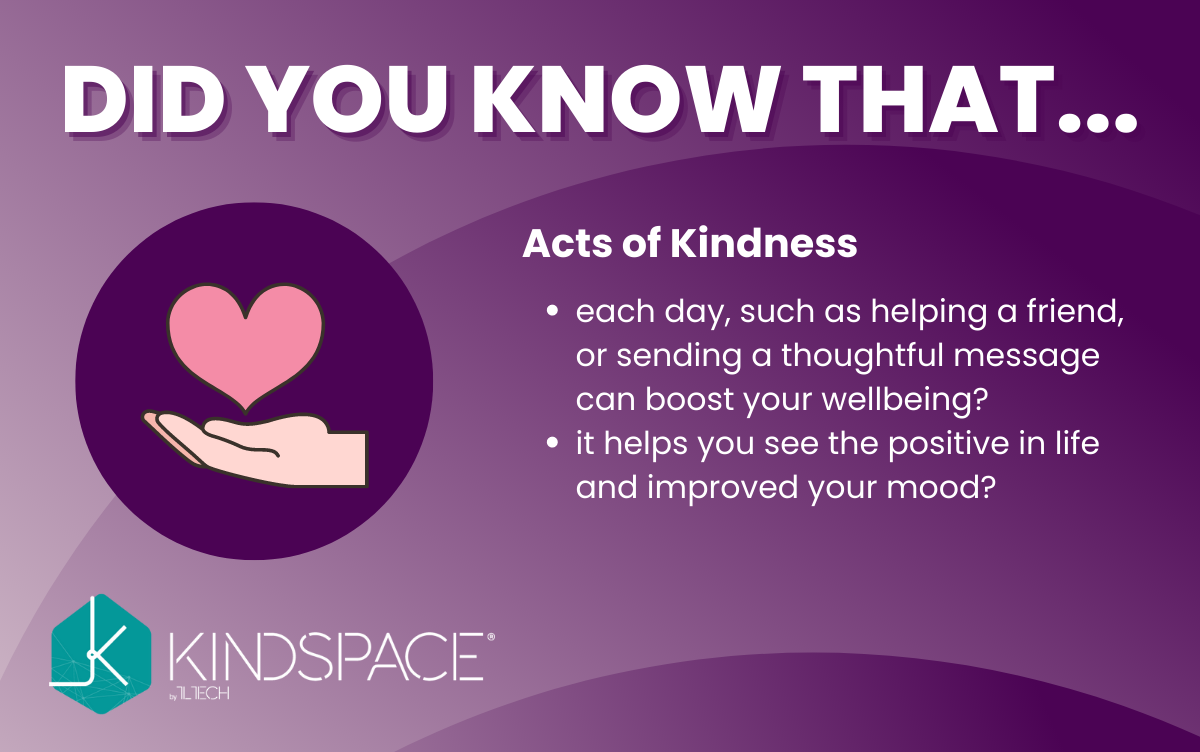 DID YOU KNOW THAT...
Acts of Kindness
• each day, such as helping a friend,
or sending a thoughtful message
can boost your wellbeing?
• it helps you see the positive in life
and improved your mood?
KINDSPACE®
by TLTECH